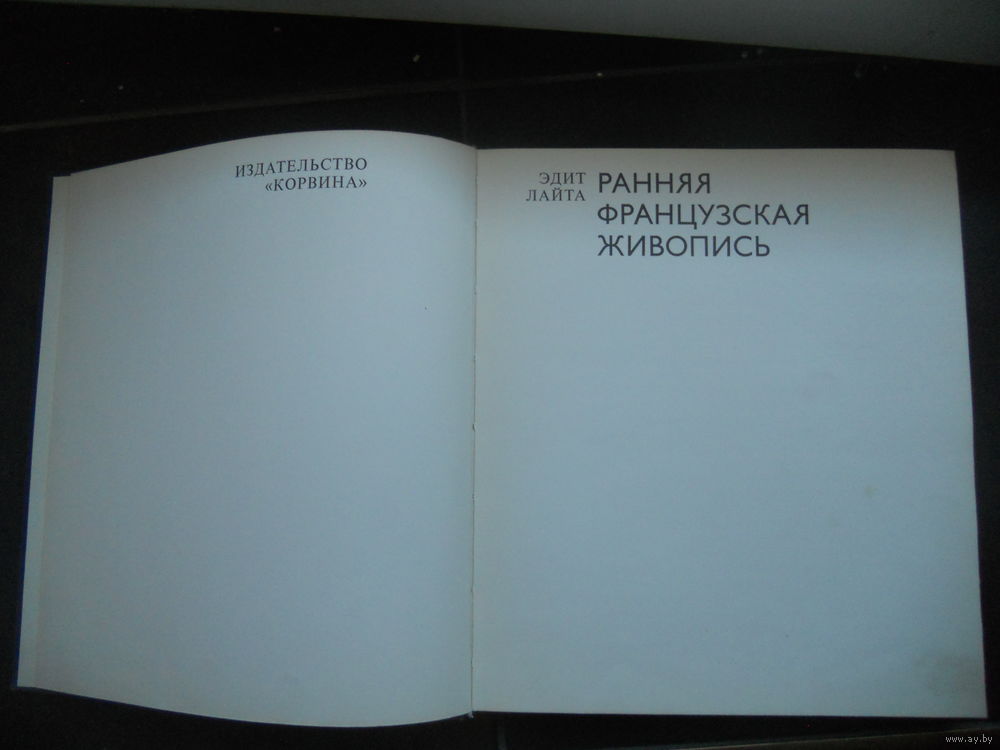 ИЗДАТЕЛЬСТВО
«КОРВИНА»
ЭДИТ
ЛАЙТА
РАННЯЯ
ФРАНЦУЗСКАЯ
ЖИВОПИСЬ
www.ay.by